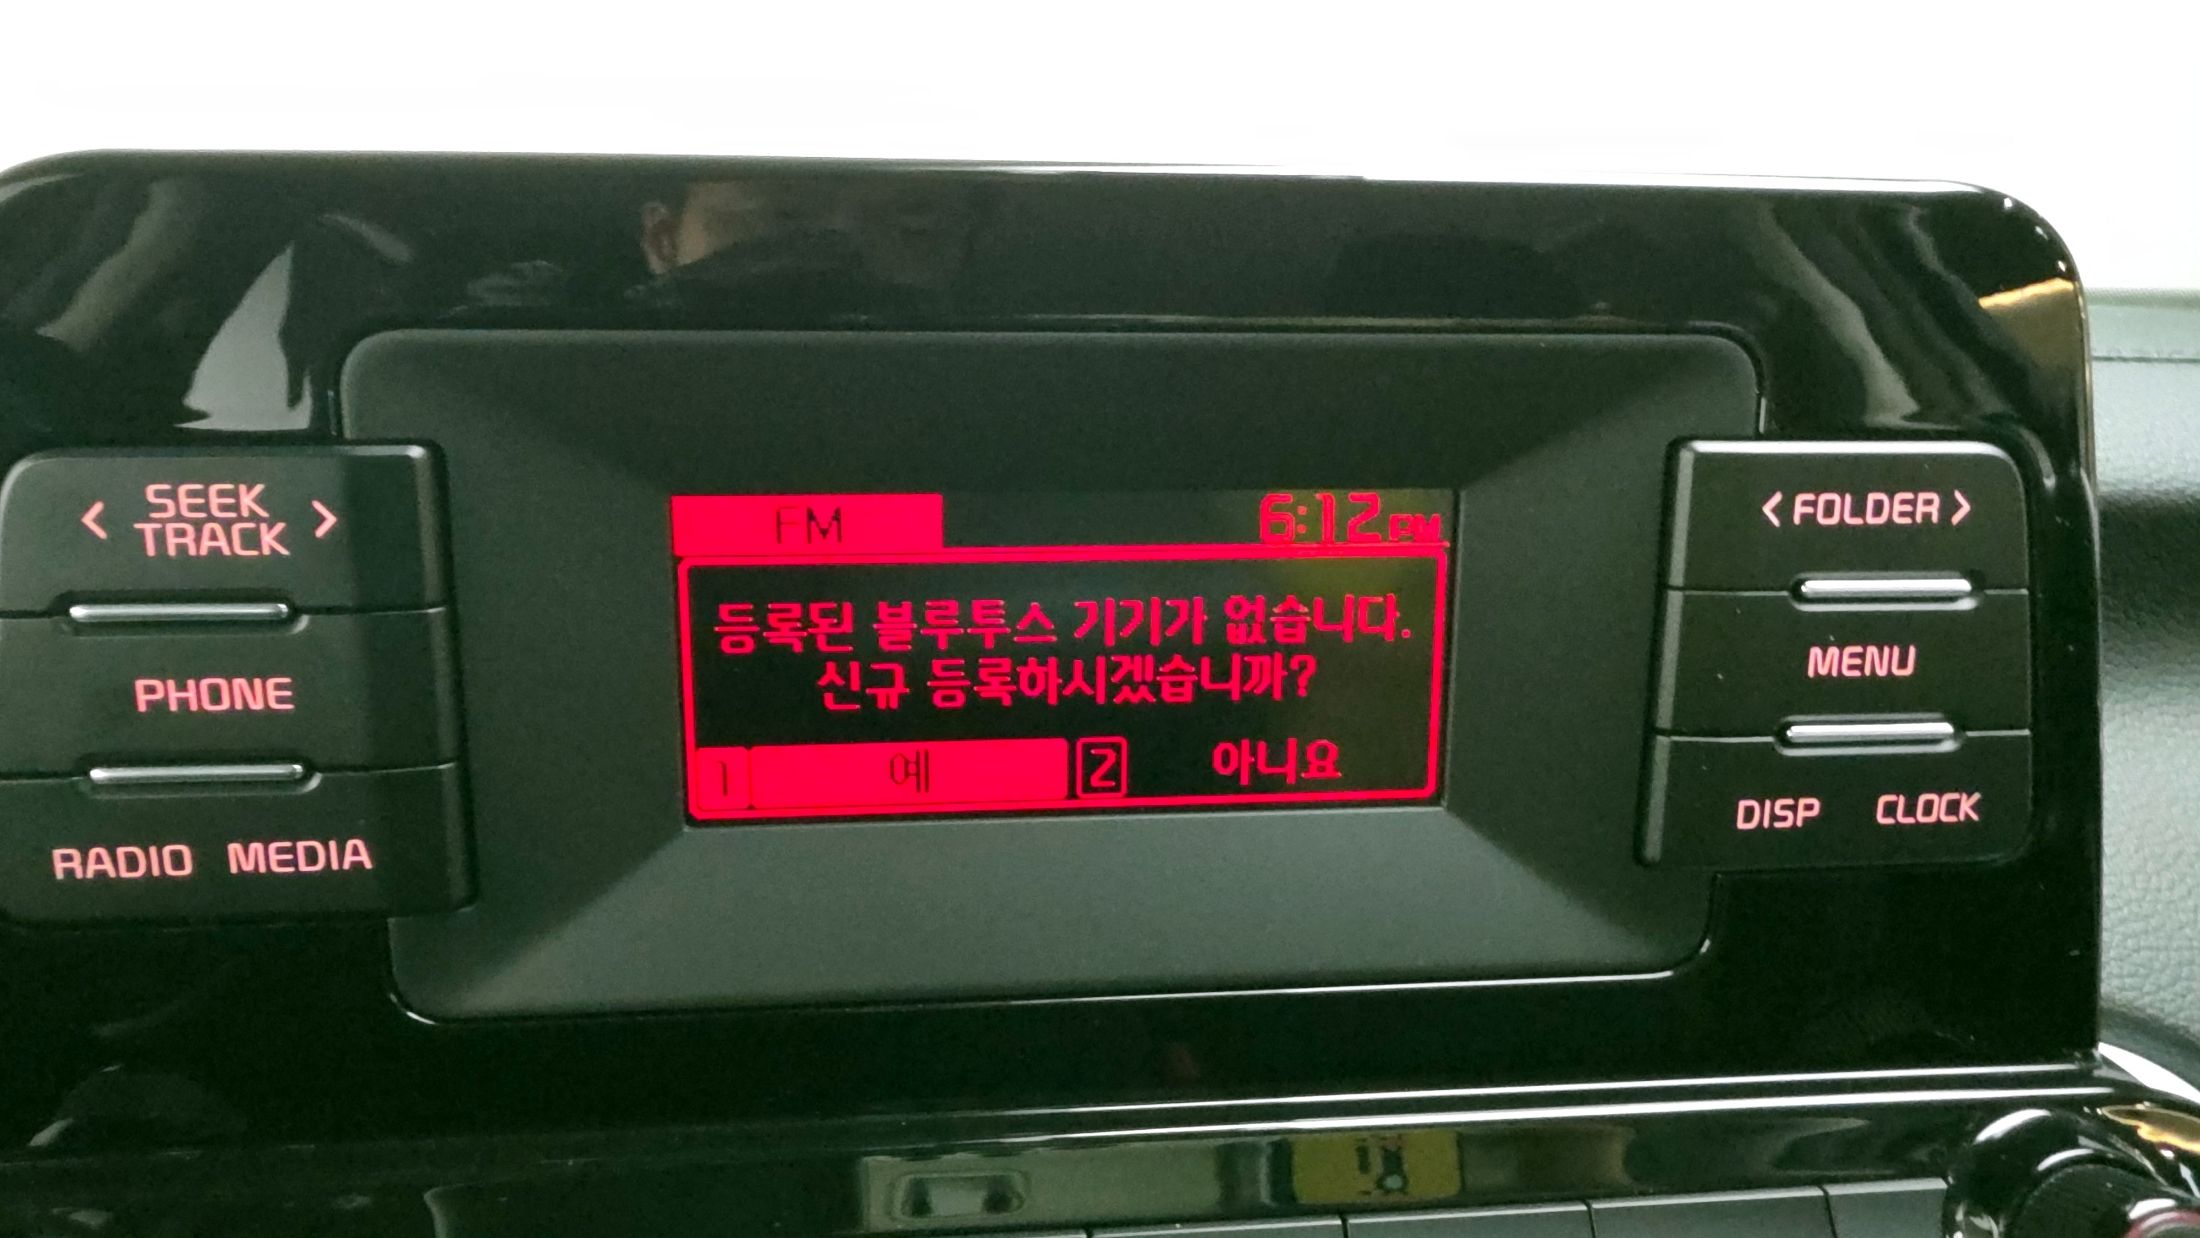 FM 6:12 PM
< SEEK TRACK >
PHONE
RADIO MEDIA
등록된 블루투스 기기가 없습니다.
신규 등록하시겠습니까?
1 예 2 아니요
< FOLDER >
MENU
DISP CLOCK